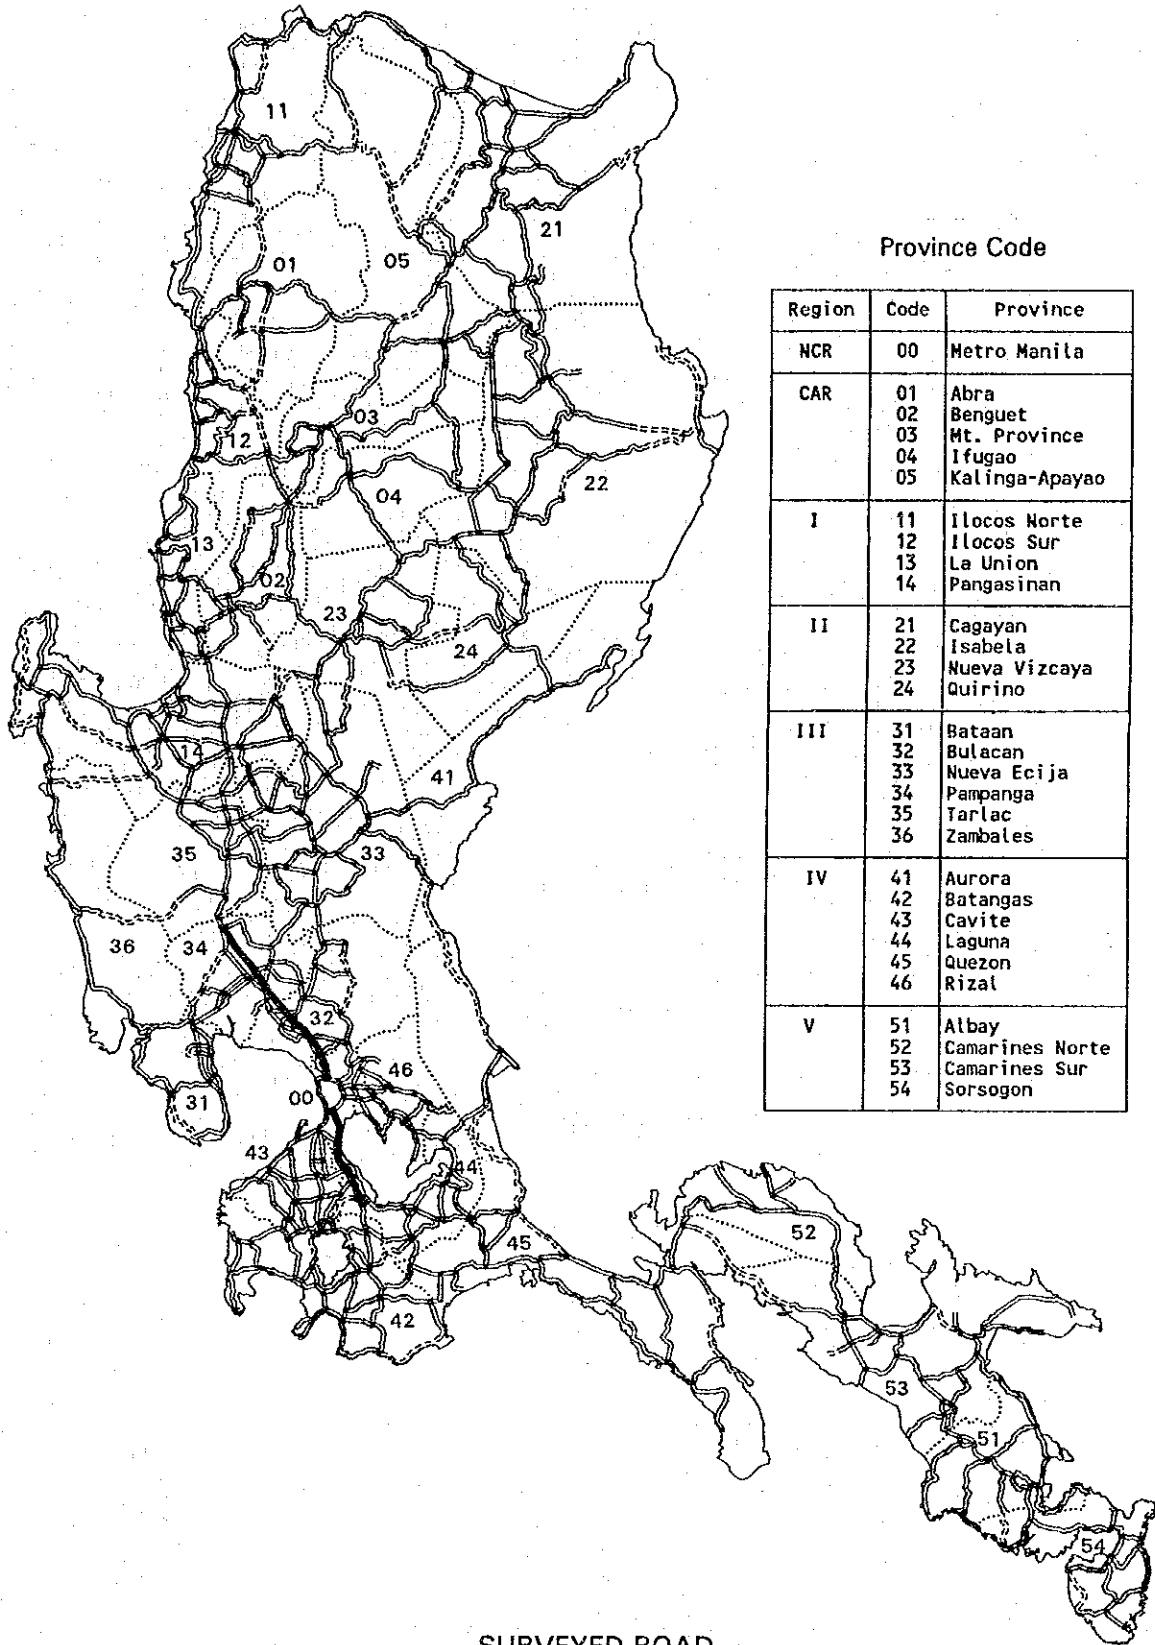 Province Code
Region Code Province
NCR 00 Metro Manila
CAR 01 Abra
02 Benguet
03 Mt. Province
04 Ifugao
05 Kalinga-Apayao
I 11 Ilocos Norte
12 Ilocos Sur
13 La Union
14 Pangasinan
II 21 Cagayan
22 Isabela
23 Nueva Vizcaya
24 Quirino
III 31 Bataan
32 Bulacan
33 Nueva Ecija
34 Pampanga
35 Tarlac
36 Zambales
IV 41 Aurora
42 Batangas
43 Cavite
44 Laguna
45 Quezon
46 Rizal
V 51 Albay
52 Camarines Norte
53 Camarines Sur
54 Sorsogon
11
21
01
05
03
12
04
22
13
02
23
24
14
41
35
33
36
34
32
46
00
31
43
44
52
45
42
53
51
54
SURVEYED ROAD